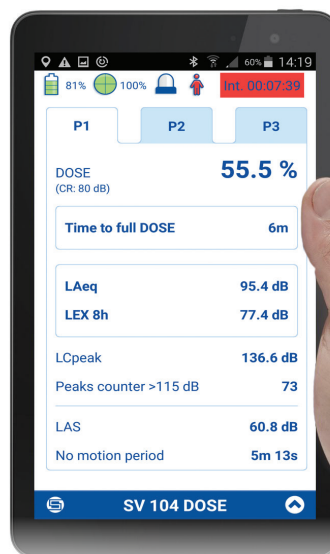 60% 14:19
81% 100% Int. 00:07:39
P1 P2 P3
DOSE 55.5 %
(CR: 80 dB)
Time to full DOSE 6m
LAeq 95.4 dB
LEX 8h 77.4 dB
LCpeak 136.6 dB
Peaks counter >115 dB 73
LAS 60.8 dB
No motion period 5m 13s
SV 104 DOSE